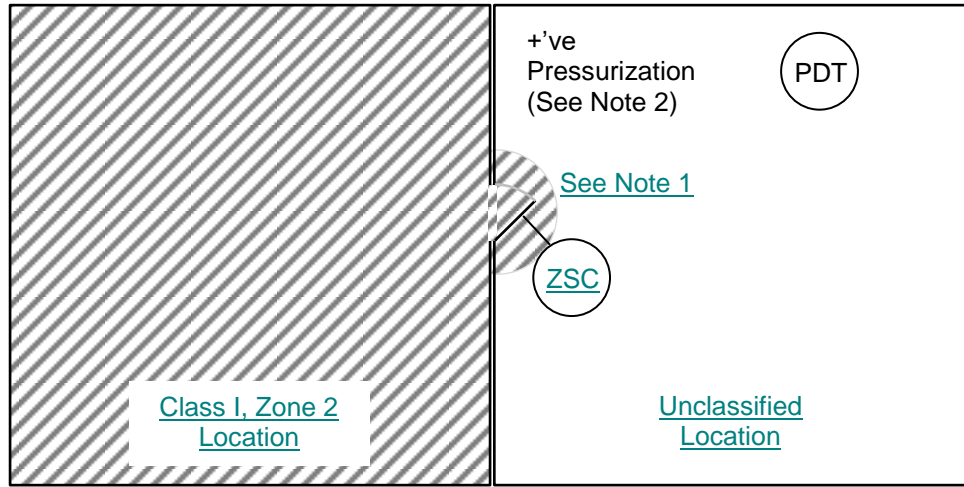 +'ve
Pressurization
(See Note 2)
PDT
See Note 1
ZSC
Class I, Zone 2
Location
Unclassified
Location